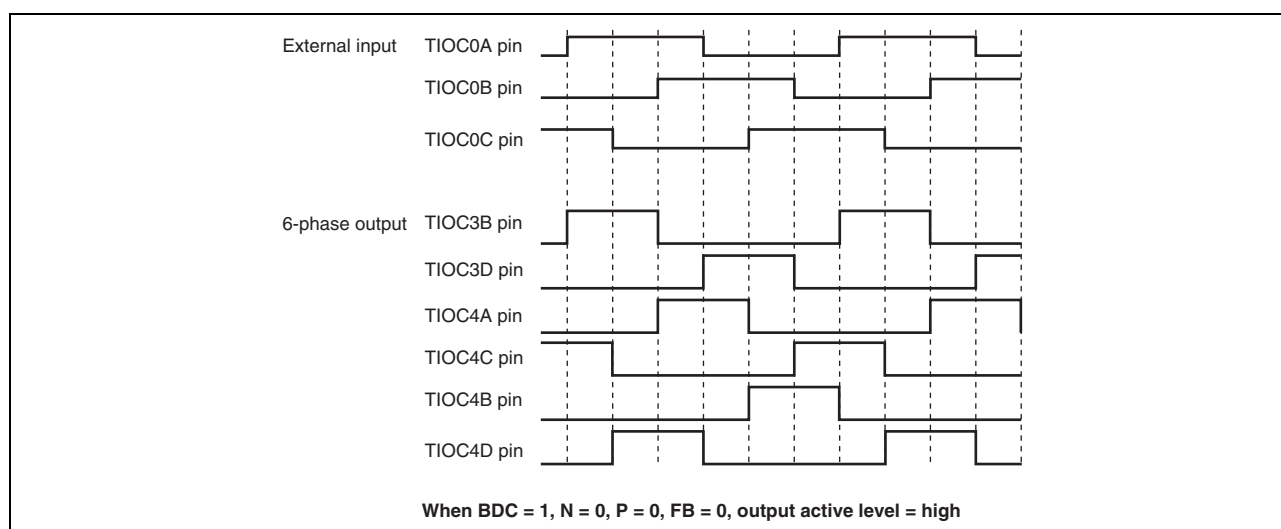 External input TIOC0A pin
TIOC0B pin
TIOC0C pin
6-phase output TIOC3B pin
TIOC3D pin
TIOC4A pin
TIOC4C pin
TIOC4B pin
TIOC4D pin
When BDC = 1, N = 0, P = 0, FB = 0, output active level = high